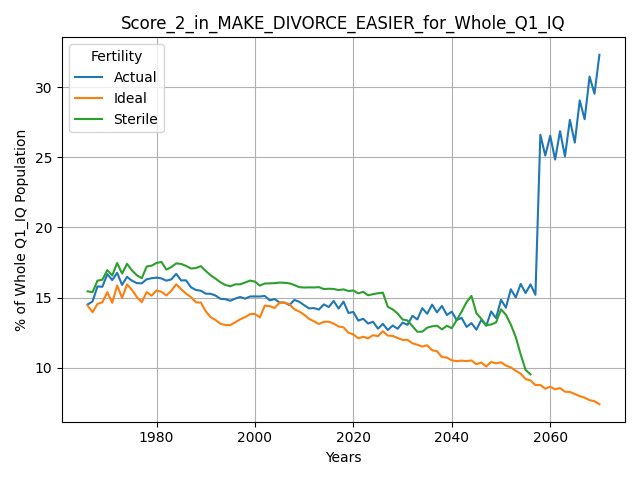 Score_2_in_MAKE_DIVORCE_EASIER_for_Whole_Q1_IQ
Fertility
Actual
Ideal
Sterile
% of Whole Q1_IQ Population
30
25
20
15
10
1980
2000
2020
2040
2060
Years